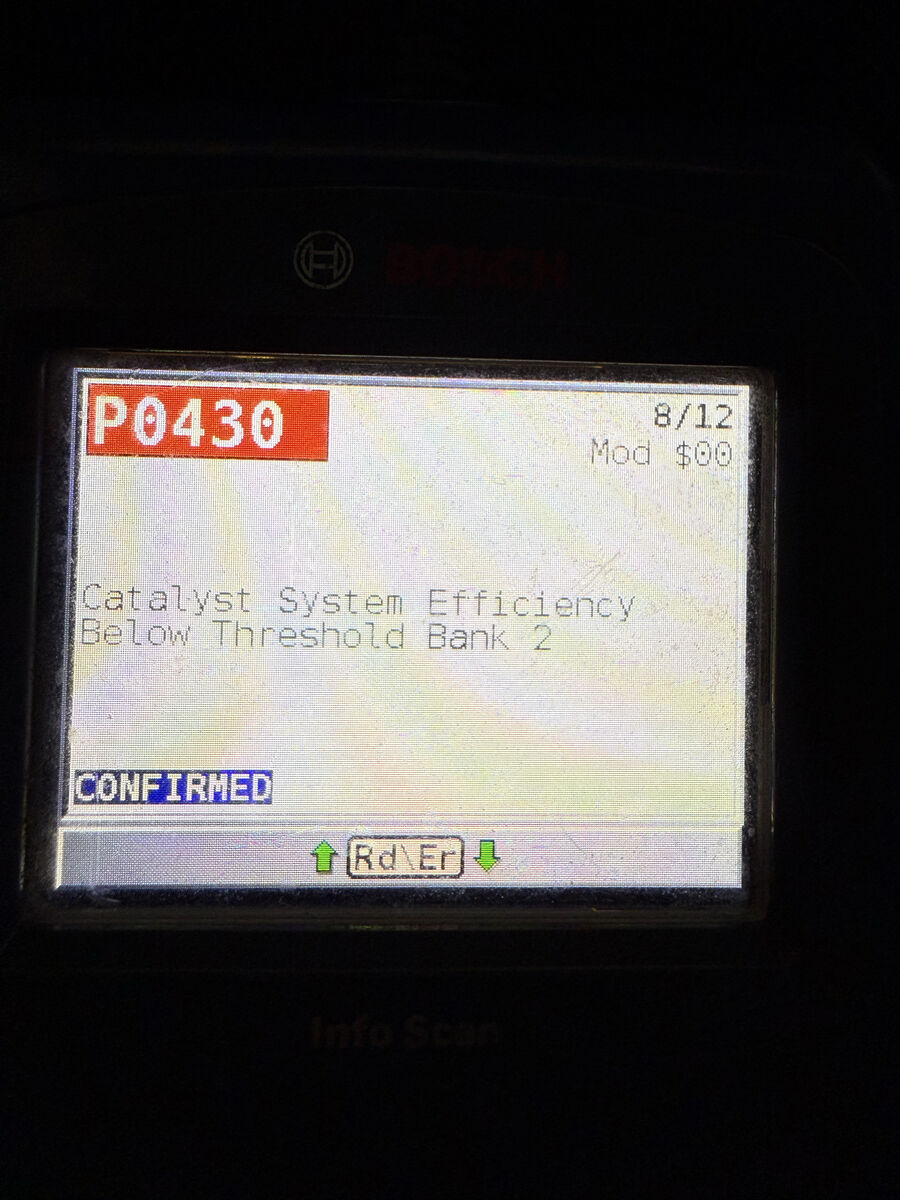 BOSCH
P0430
8/12
Mod $00
Catalyst System Efficiency
Below Threshold Bank 2
CONFIRMED
Rd\Er
Info Scan